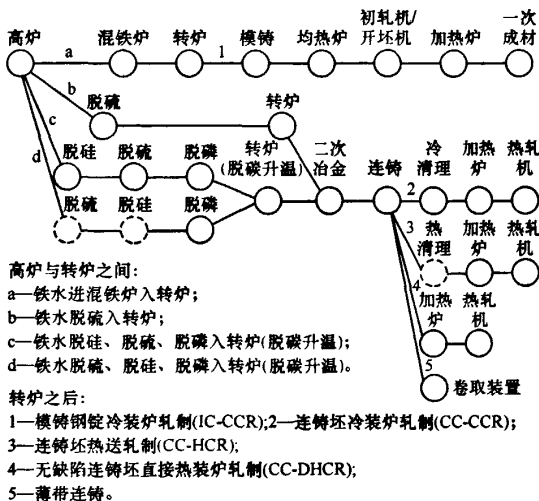 初轧机/ 一次
高炉 混铁炉 转炉 模铸 均热炉 开坯机 加热炉 成材
a 1
b 脱硫 转炉
c 转炉 二次 冷 加热 热轧
d 脱硅 脱硫 脱磷 (脱碳升温) 冶金 连铸 清理 炉 机
2
脱硫 脱硅 脱磷 3 热 加热 热轧
清理 炉 机
4
加热 热轧
炉 机
5
卷取装置
高炉与转炉之间:
a—铁水进混铁炉入转炉;
b—铁水脱硫入转炉;
c—铁水脱硅、脱硫、脱磷入转炉(脱碳升温);
d—铁水脱硫、脱硅、脱磷入转炉(脱碳升温)。
转炉之后:
1—模铸钢锭冷装炉轧制(IC-CCR);2—连铸坯冷装炉轧制(CC-CCR);
3—连铸坯热送轧制(CC-HCR);
4—无缺陷连铸坯直接热装炉轧制(CC-DHCR);
5—薄带连铸。